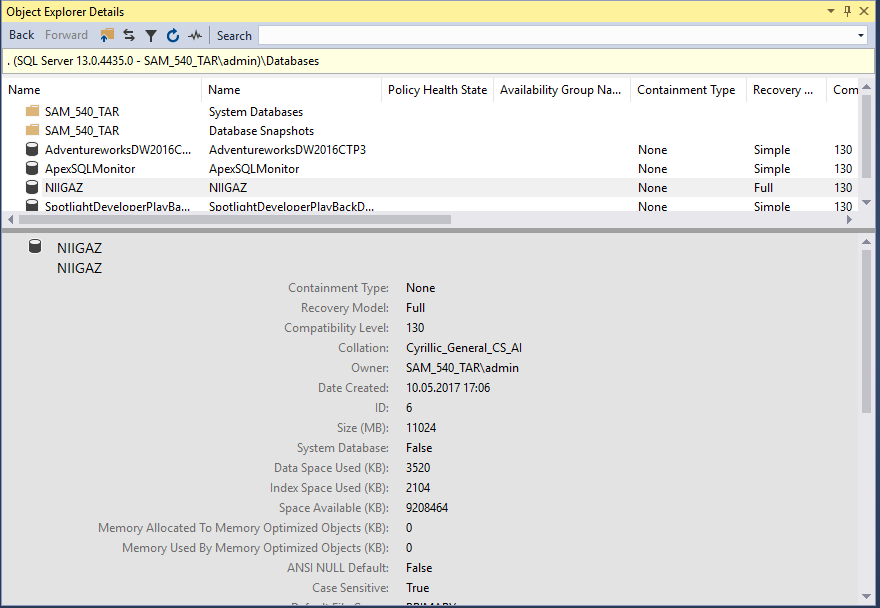 Object Explorer Details
Back Forward Search
. (SQL Server 13.0.4435.0 - SAM_540_TAR\admin)\Databases
Name Name Policy Health State Availability Group Na... Containment Type Recovery ... Com
SAM_540_TAR System Databases
SAM_540_TAR Database Snapshots
AdventureworksDW2016C... AdventureworksDW2016CTP3 None Simple 130
ApexSQLMonitor ApexSQLMonitor None Simple 130
NIIGAZ NIIGAZ None Full 130
SpotlightDeveloperPlayBa... SpotlightDeveloperPlayBackD... None Simple 130
NIIGAZ
NIIGAZ
Containment Type: None
Recovery Model: Full
Compatibility Level: 130
Collation: Cyrillic_General_CS_AI
Owner: SAM_540_TAR\admin
Date Created: 10.05.2017 17:06
ID: 6
Size (MB): 11024
System Database: False
Data Space Used (KB): 3520
Index Space Used (KB): 2104
Space Available (KB): 9208464
Memory Allocated To Memory Optimized Objects (KB): 0
Memory Used By Memory Optimized Objects (KB): 0
ANSI NULL Default: False
Case Sensitive: True
PRIMARY